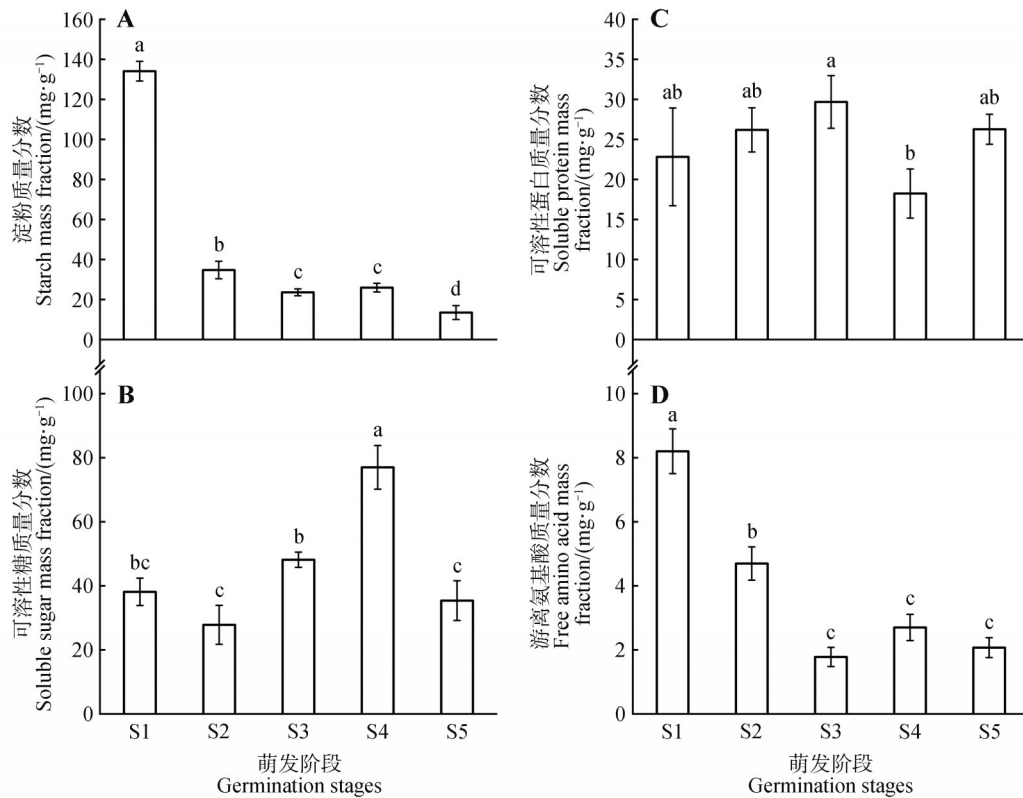 A
淀粉质量分数
Starch mass fraction/(mg·g⁻¹)
160
140
120
100
80
60
40
20
0
a
b
c
c
d
B
可溶性糖质量分数
Soluble sugar mass fraction/(mg·g⁻¹)
100
80
60
40
20
0
bc
c
b
a
c
S1 S2 S3 S4 S5
萌发阶段
Germination stages
C
可溶性蛋白质量分数
Soluble protein mass
fraction/(mg·g⁻¹)
40
35
30
25
20
15
10
5
0
ab
ab
a
b
ab
D
游离氨基酸质量分数
Free amino acid mass
fraction/(mg·g⁻¹)
10
8
6
4
2
0
a
b
c
c
c
S1 S2 S3 S4 S5
萌发阶段
Germination stages